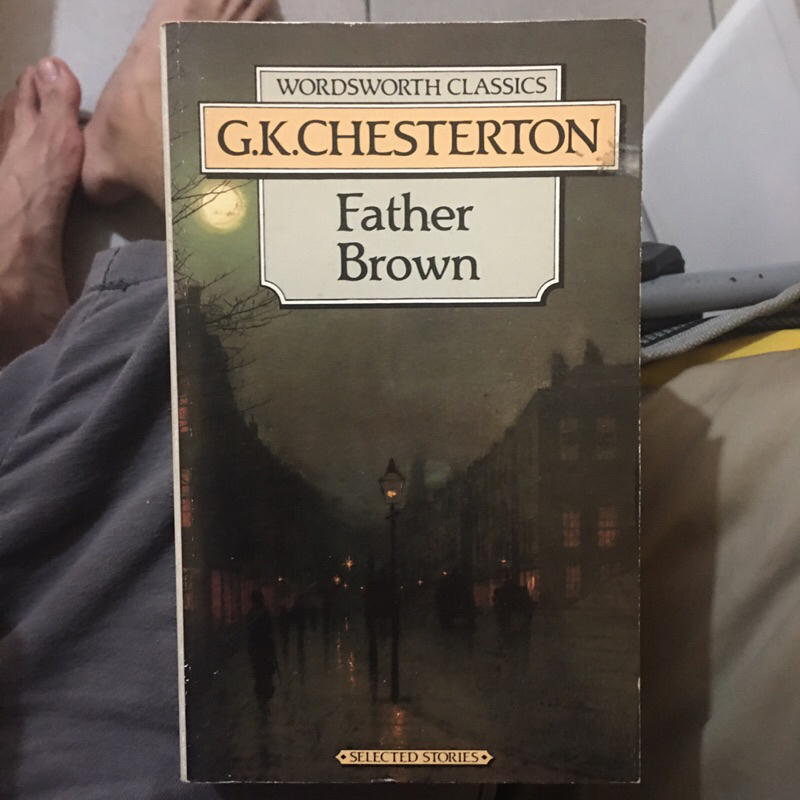 WORDSWORTH CLASSICS
G.K.CHESTERTON
Father
Brown
SELECTED STORIES